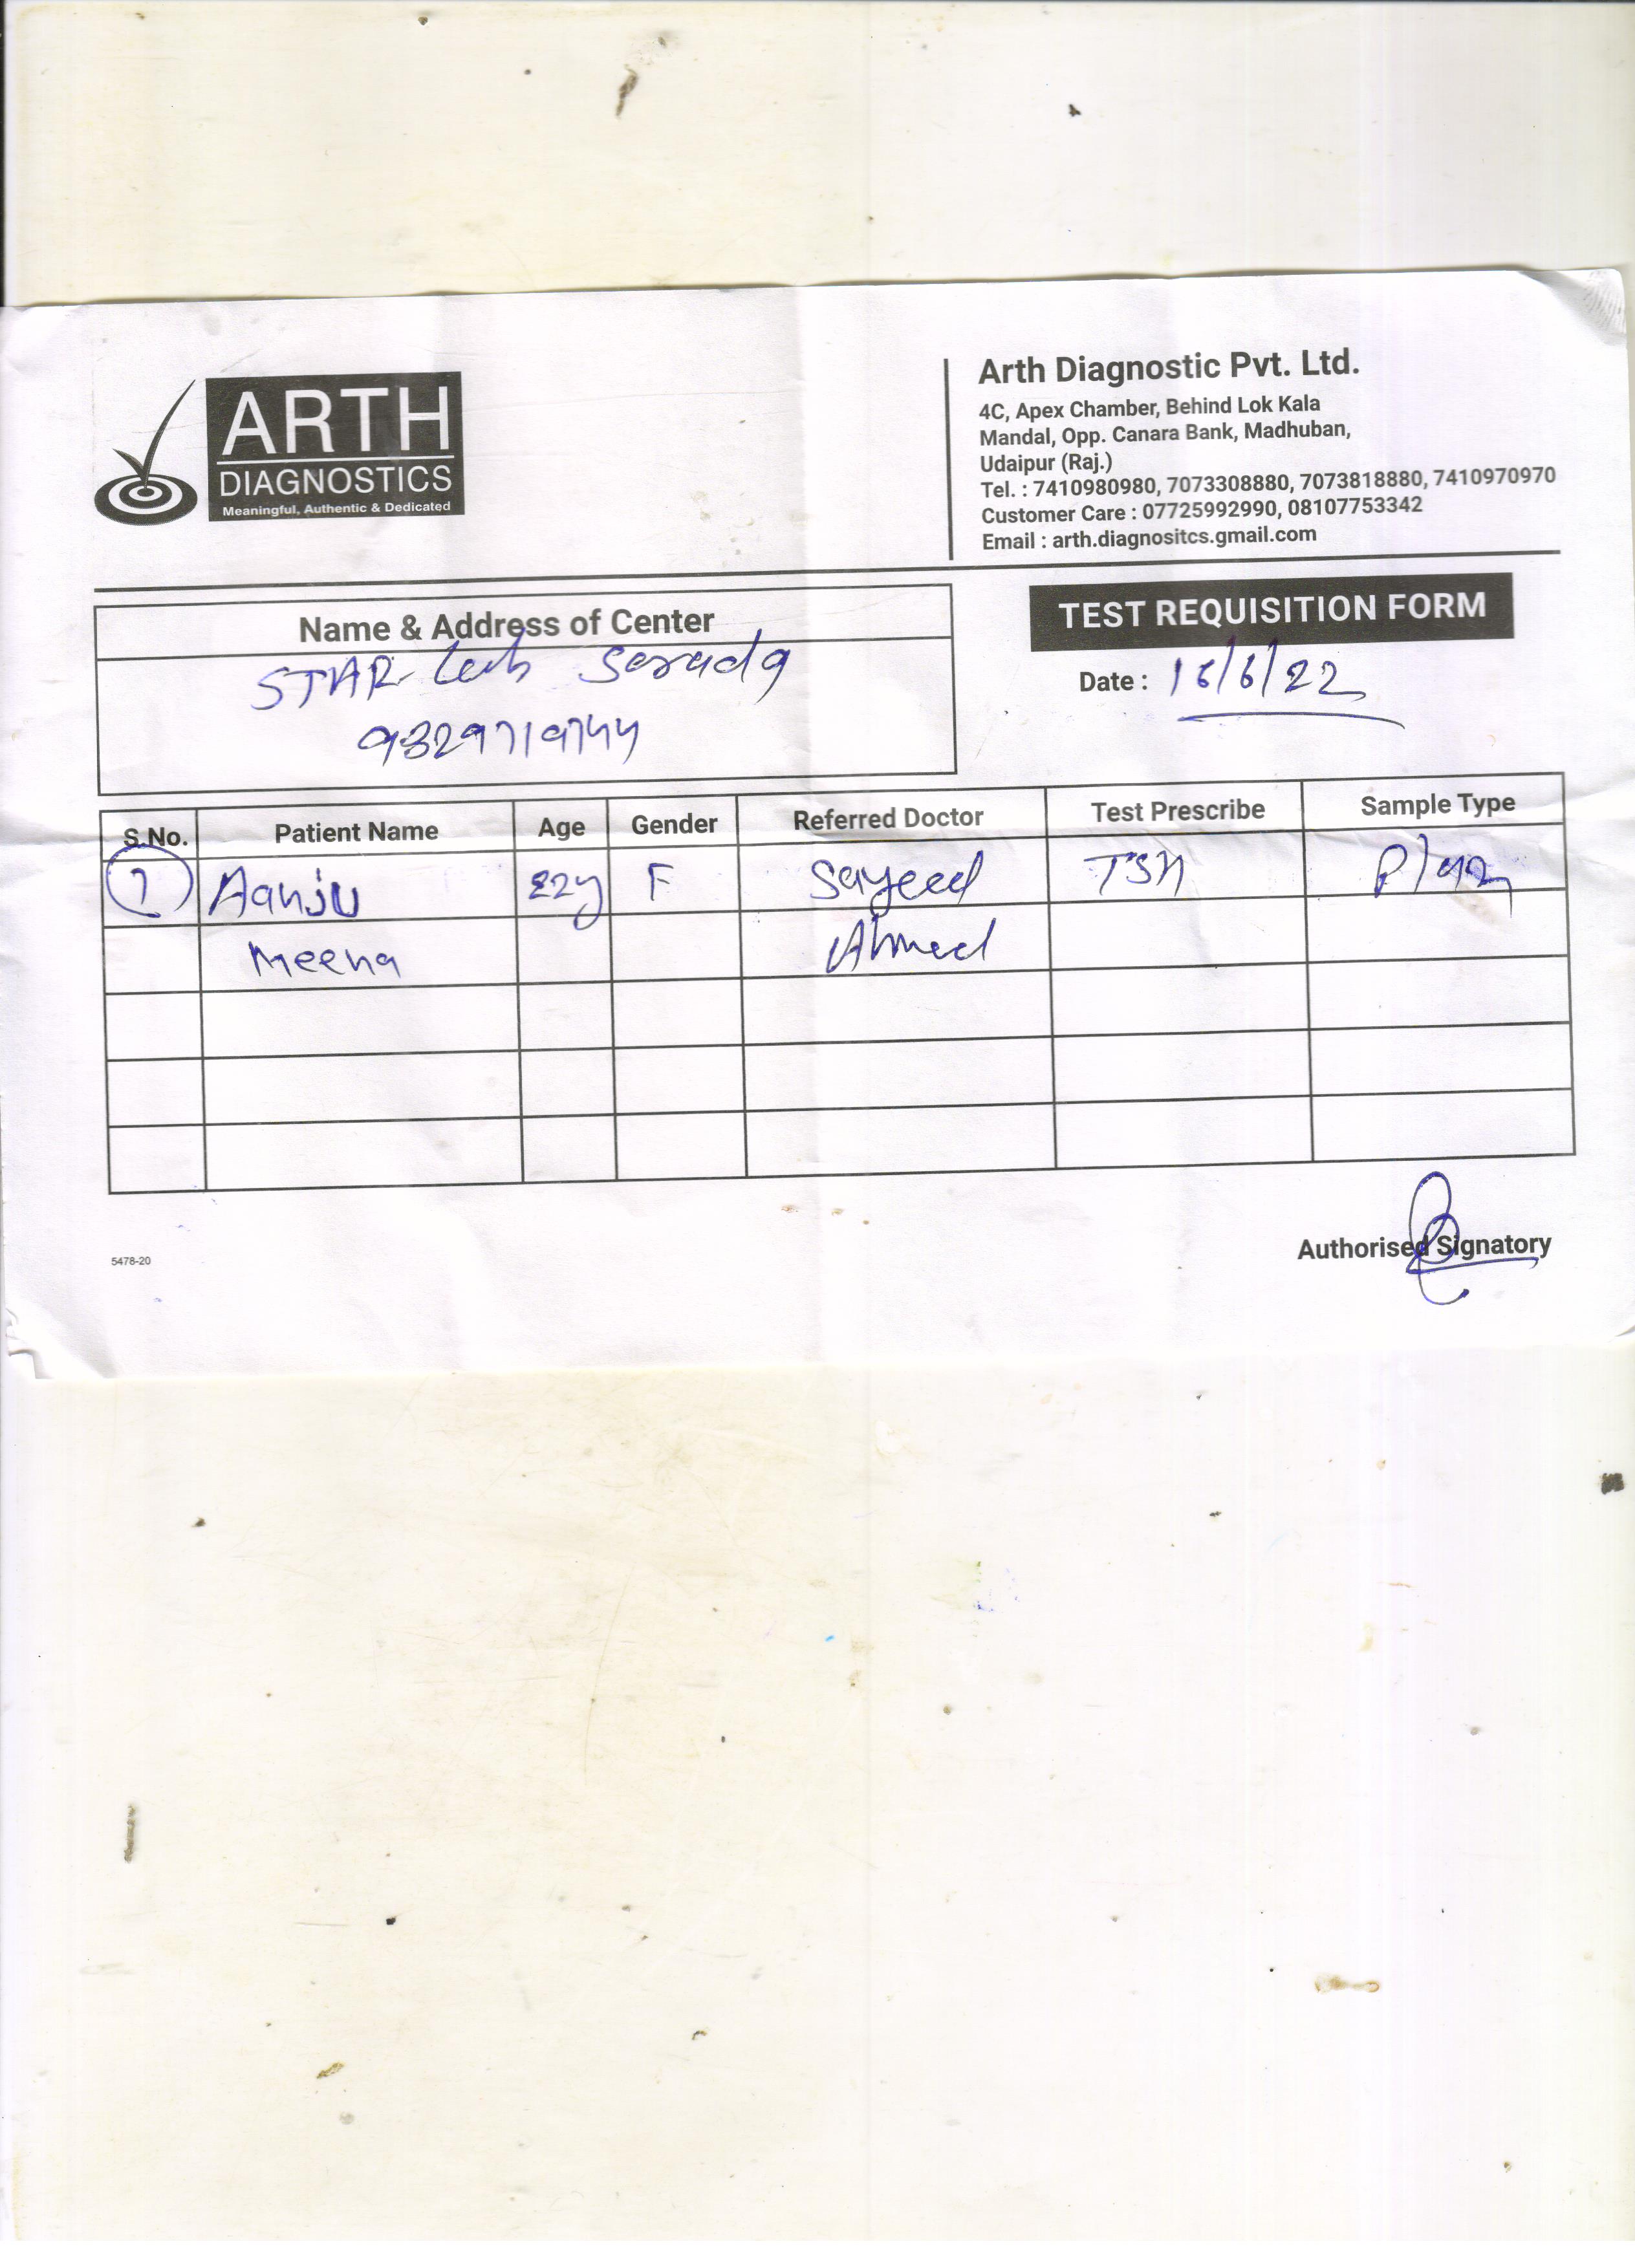 ARTH
DIAGNOSTICS
Meaningful, Authentic & Dedicated
Arth Diagnostic Pvt. Ltd.
4C, Apex Chamber, Behind Lok Kala
Mandal, Opp. Canara Bank, Madhuban,
Udaipur (Raj.)
Tel. : 7410980980, 7073308880, 7073818880, 7410970970
Customer Care : 07725992990, 08107753342
Email : arth.diagnositcs.gmail.com
Name & Address of Center
STAR Lab Sarada
TEST REQUISITION FORM
Date : 16/6/22
S.No. Patient Name Age Gender Referred Doctor Test Prescribe Sample Type
1 Aanju 22y F Sayeed TSH
Meena Ahmed
Authorised Signatory
5478-20